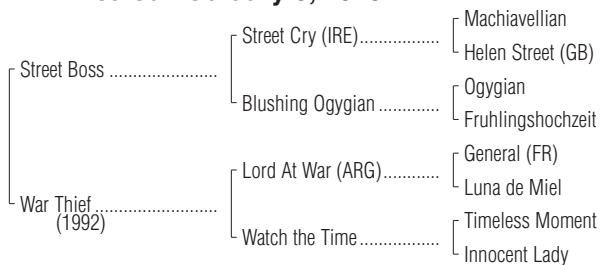 Street Boss ......................
War Thief .........................
(1992)
Street Cry (IRE)................
Blushing Ogygian ............
Lord At War (ARG)...........
Watch the Time................
Machiavellian
Helen Street (GB)
Ogygian
Fruhlingshochzeit
General (FR)
Luna de Miel
Timeless Moment
Innocent Lady